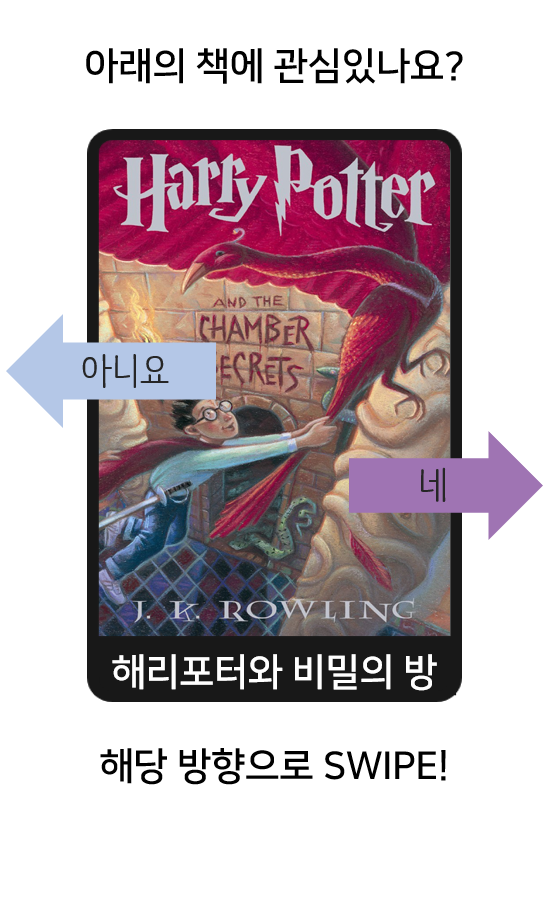 아래의 책에 관심있나요?
Harry Potter
AND THE
CHAMBER
SECRETS
아니요
네
J. K. ROWLING
해리포터와 비밀의 방
해당 방향으로 SWIPE!